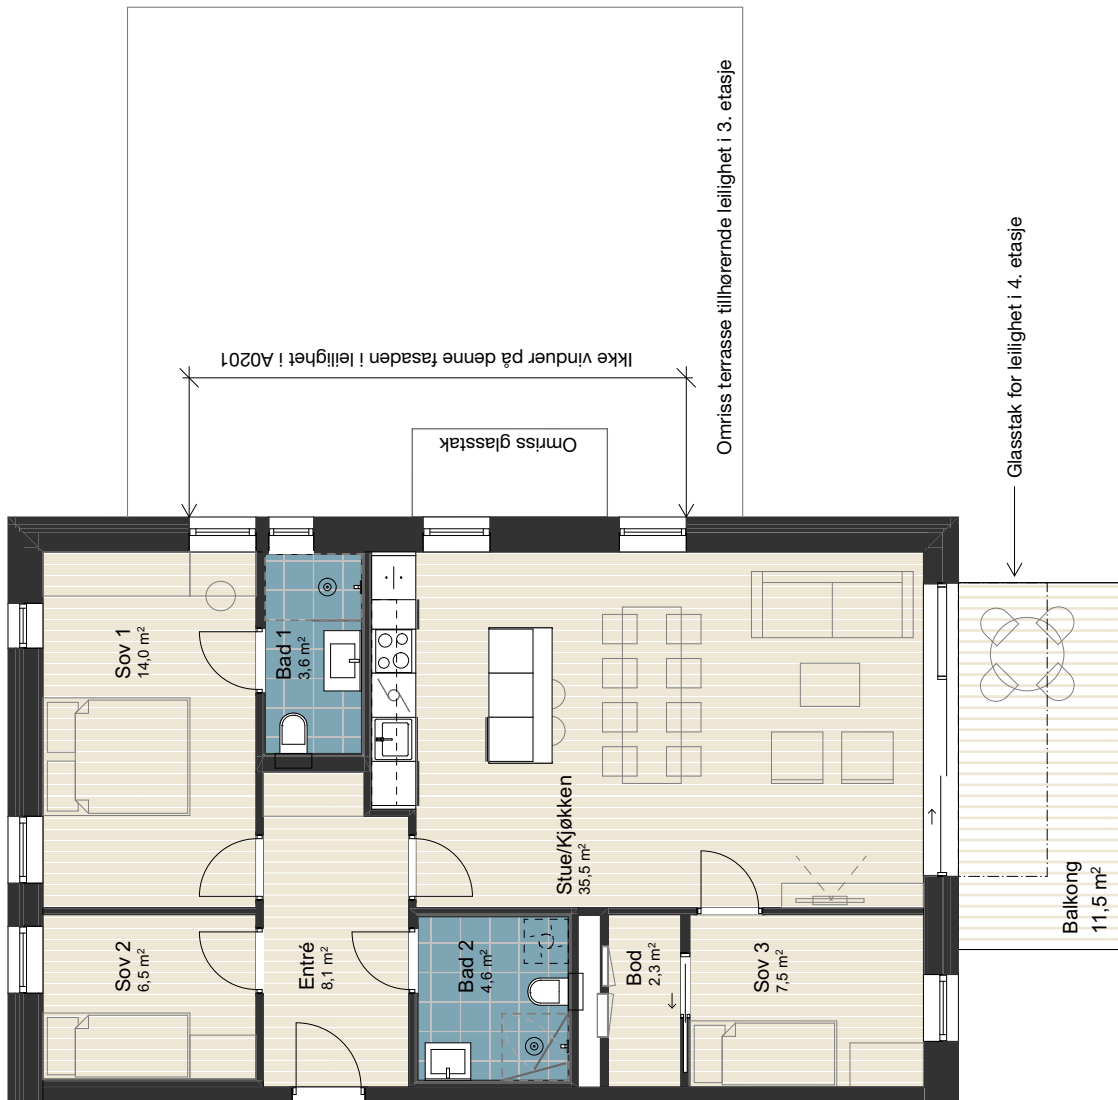 Omriss terrasse tillhørernde leilighet i 3. etasje
Ikke vinduer på denne fasaden i leilighet i A0201
Omriss glasstak
Glasstak for leilighet i 4. etasje
Sov 1
14,0 m²
Bad 1
3,6 m²
Stue/Kjøkken
35,5 m²
Sov 2
6,5 m²
Entré
8,1 m²
Bad 2
4,6 m²
Bod
2,3 m²
Sov 3
7,5 m²
Balkong
11,5 m²